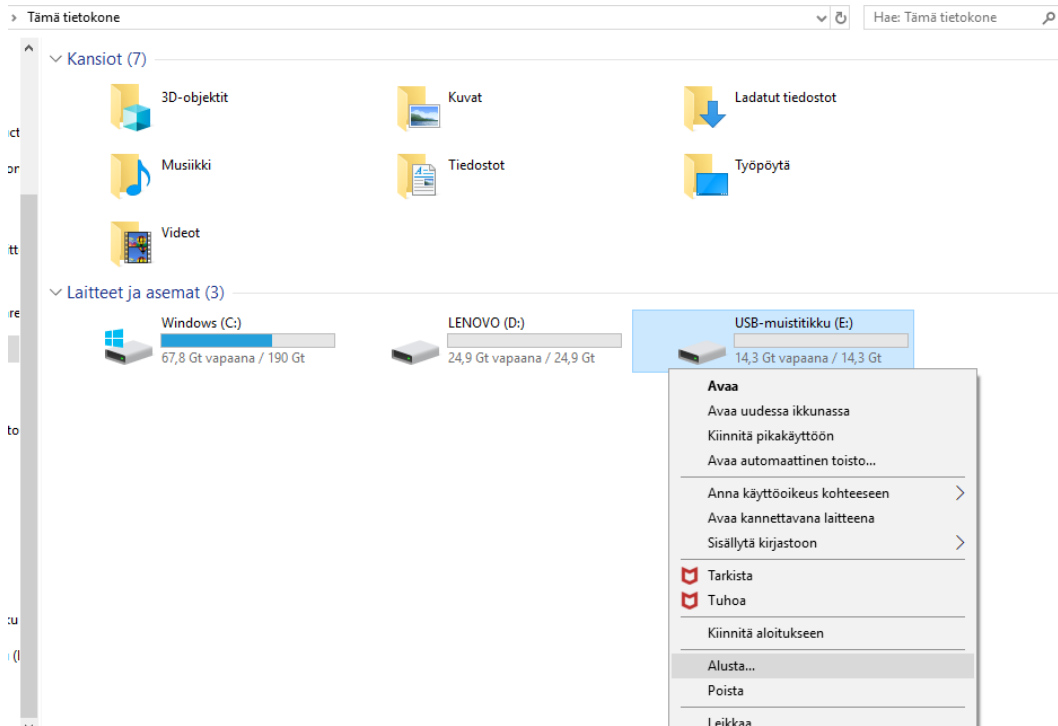 Tämä tietokone
Hae: Tämä tietokone
Kansiot (7)
3D-objektit
Kuvat
Ladatut tiedostot
Musiikki
Tiedostot
Työpöytä
Videot
Laitteet ja asemat (3)
Windows (C:)
67,8 Gt vapaana / 190 Gt
LENOVO (D:)
24,9 Gt vapaana / 24,9 Gt
USB-muistitikku (E:)
14,3 Gt vapaana / 14,3 Gt
Avaa
Avaa uudessa ikkunassa
Kiinnitä pikakäyttöön
Avaa automaattinen toisto...
Anna käyttöoikeus kohteeseen
Avaa kannettavana laitteena
Sisällytä kirjastoon
Tarkista
Tuhoa
Kiinnitä aloitukseen
Alusta...
Poista
Leikkaa